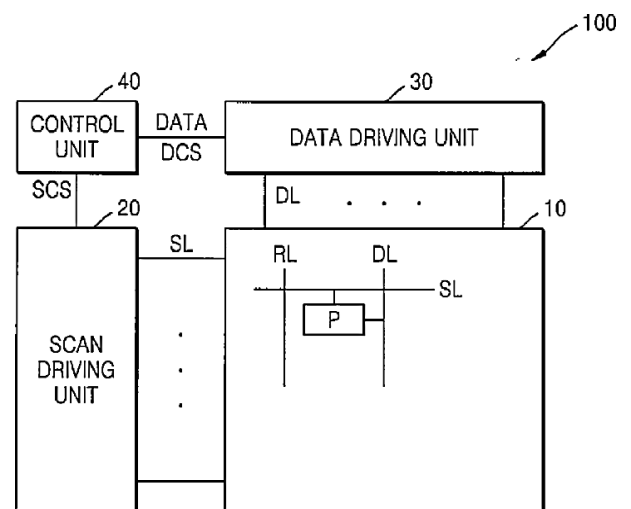 100
40
30
CONTROL
UNIT
DATA
DCS
DATA DRIVING UNIT
SCS
20
DL . . .
10
SL
RL
DL
SL
P
SCAN
DRIVING
UNIT